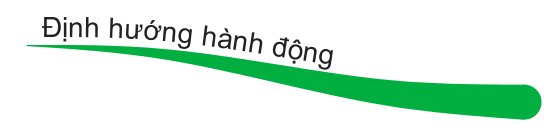 Định hướng hành động